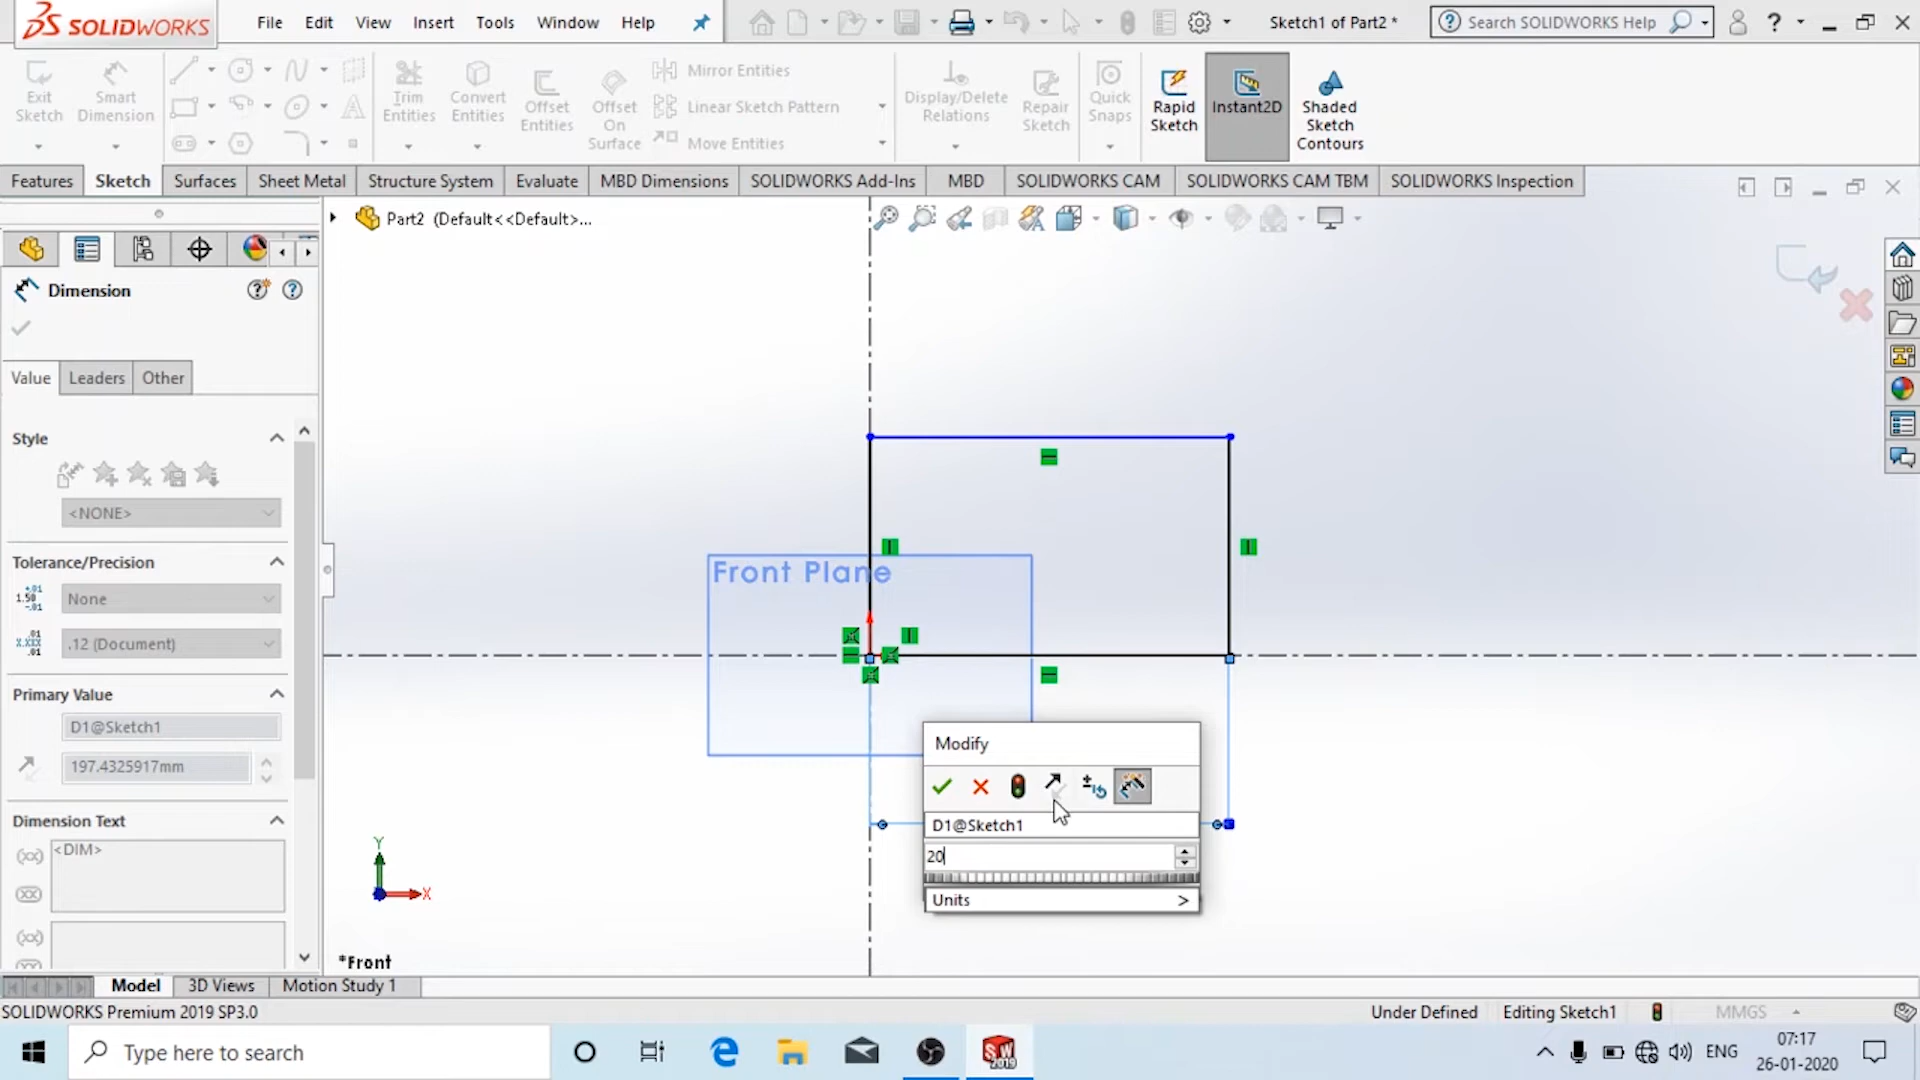 SOLIDWORKS File Edit View Insert Tools Window Help Sketch1 of Part2 * Search SOLIDWORKS Help ?
Exit Sketch
Smart Dimension
Trim Entities
Convert Entities
Offset Entities
Offset On Surface
Mirror Entities
Linear Sketch Pattern
Move Entities
Display/Delete Relations
Repair Sketch
Quick Snaps
Rapid Sketch
Instant2D
Shaded Sketch Contours
Features Sketch Surfaces Sheet Metal Structure System Evaluate MBD Dimensions SOLIDWORKS Add-Ins MBD SOLIDWORKS CAM SOLIDWORKS CAM TBM SOLIDWORKS Inspection
Part2 (Default<<Default>...
Dimension
Value Leaders Other
Style
<NONE>
Tolerance/Precision
None
.12 (Document)
Primary Value
D1@Sketch1
197.4325917mm
Dimension Text
<DIM>
Front Plane
Modify
D1@Sketch1
20
Units >
Y
X
*Front
Model 3D Views Motion Study 1
SOLIDWORKS Premium 2019 SP3.0 Under Defined Editing Sketch1 MMGS
Type here to search
SW
2019
ENG
07:17
26-01-2020